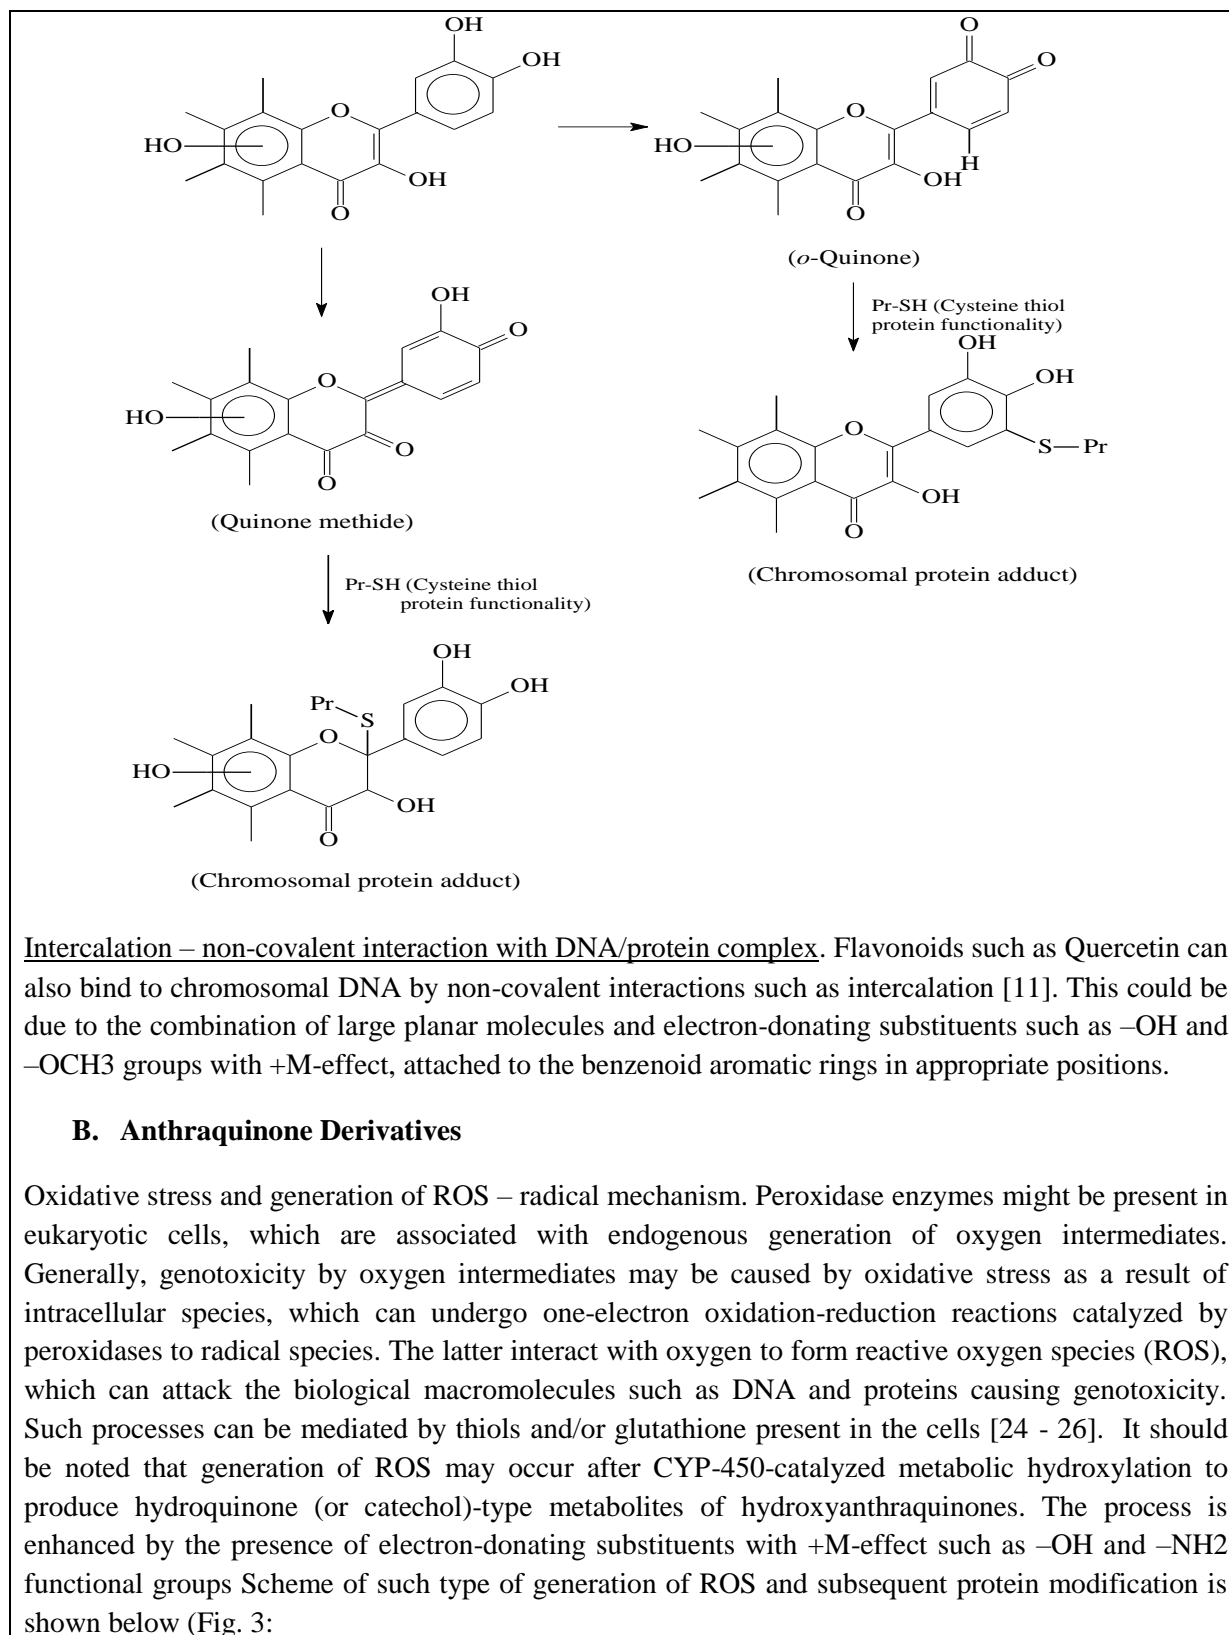 OH
OH
O
HO
OH
O
O
O
O
HO
OH
H
O
(o-Quinone)
Pr-SH (Cysteine thiol
protein functionality)
OH
O
O
HO
O
O
(Quinone methide)
OH
OH
O
S
Pr
OH
O
(Chromosomal protein adduct)
Pr-SH (Cysteine thiol
protein functionality)
OH
OH
Pr
S
O
HO
OH
O
(Chromosomal protein adduct)
Intercalation – non-covalent interaction with DNA/protein complex. Flavonoids such as Quercetin can
also bind to chromosomal DNA by non-covalent interactions such as intercalation [11]. This could be
due to the combination of large planar molecules and electron-donating substituents such as –OH and
–OCH3 groups with +M-effect, attached to the benzenoid aromatic rings in appropriate positions.
B. Anthraquinone Derivatives
Oxidative stress and generation of ROS – radical mechanism. Peroxidase enzymes might be present in
eukaryotic cells, which are associated with endogenous generation of oxygen intermediates.
Generally, genotoxicity by oxygen intermediates may be caused by oxidative stress as a result of
intracellular species, which can undergo one-electron oxidation-reduction reactions catalyzed by
peroxidases to radical species. The latter interact with oxygen to form reactive oxygen species (ROS),
which can attack the biological macromolecules such as DNA and proteins causing genotoxicity.
Such processes can be mediated by thiols and/or glutathione present in the cells [24 - 26]. It should
be noted that generation of ROS may occur after CYP-450-catalyzed metabolic hydroxylation to
produce hydroquinone (or catechol)-type metabolites of hydroxyanthraquinones. The process is
enhanced by the presence of electron-donating substituents with +M-effect such as –OH and –NH2
functional groups Scheme of such type of generation of ROS and subsequent protein modification is
shown below (Fig. 3: